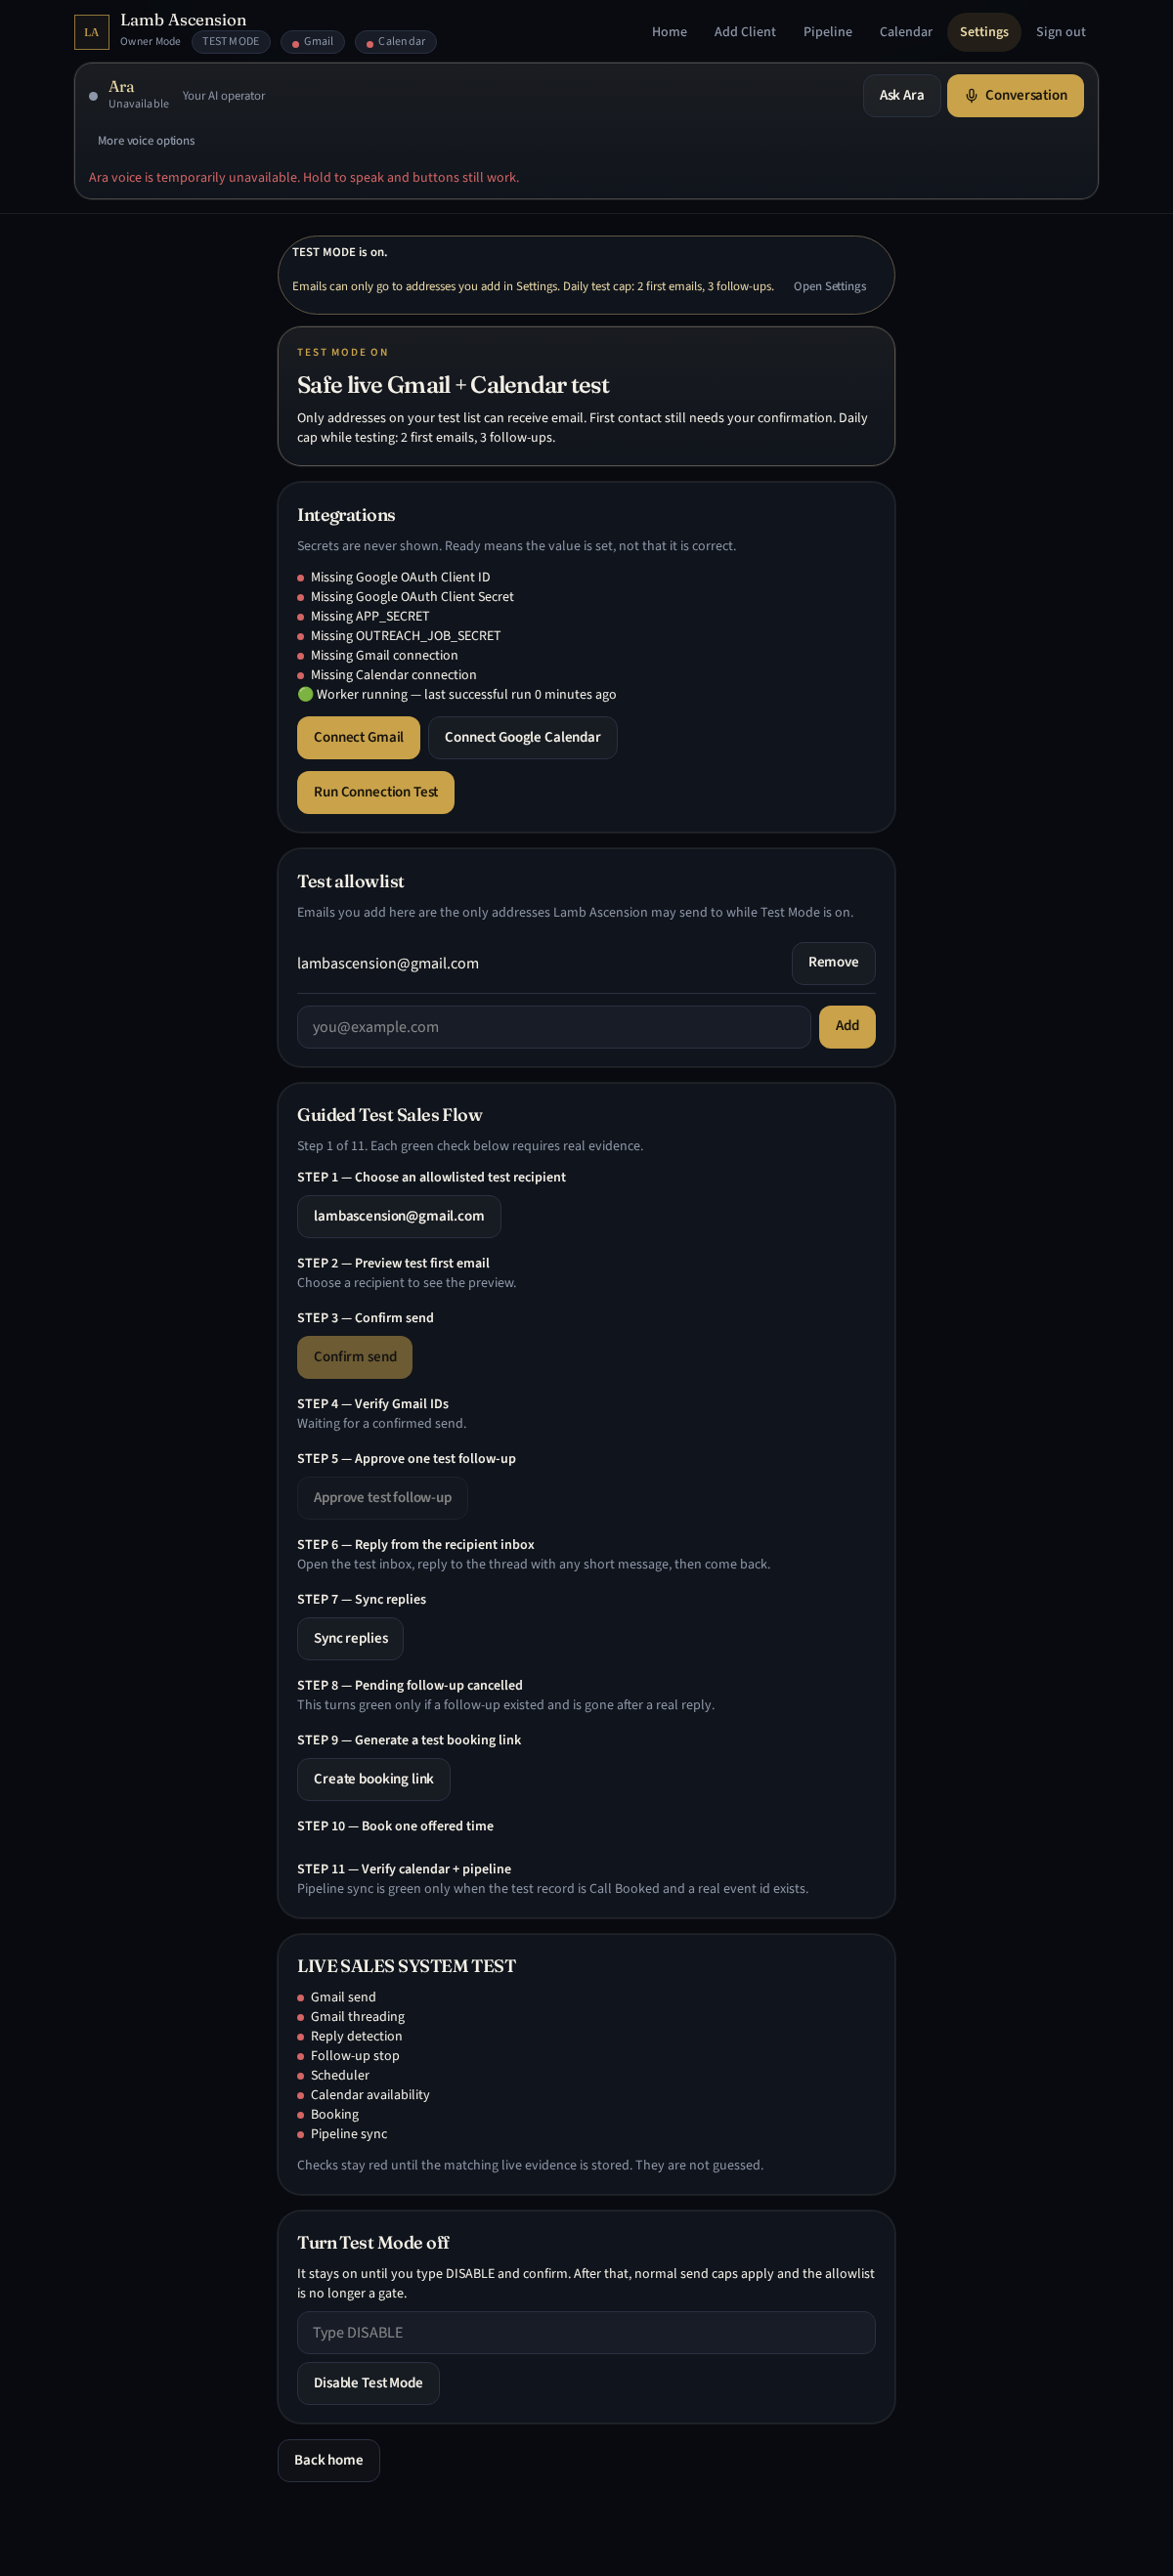 LA
Lamb Ascension
Owner Mode TEST MODE Gmail Calendar
Home Add Client Pipeline Calendar Settings Sign out
Ara
Unavailable
Your AI operator
Ask Ara Conversation
More voice options
Ara voice is temporarily unavailable. Hold to speak and buttons still work.
TEST MODE is on.
Emails can only go to addresses you add in Settings. Daily test cap: 2 first emails, 3 follow-ups. Open Settings
TEST MODE ON
Safe live Gmail + Calendar test
Only addresses on your test list can receive email. First contact still needs your confirmation. Daily
cap while testing: 2 first emails, 3 follow-ups.
Integrations
Secrets are never shown. Ready means the value is set, not that it is correct.
Missing Google OAuth Client ID
Missing Google OAuth Client Secret
Missing APP_SECRET
Missing OUTREACH_JOB_SECRET
Missing Gmail connection
Missing Calendar connection
Worker running — last successful run 0 minutes ago
Connect Gmail Connect Google Calendar
Run Connection Test
Test allowlist
Emails you add here are the only addresses Lamb Ascension may send to while Test Mode is on.
lambascension@gmail.com Remove
you@example.com Add
Guided Test Sales Flow
Step 1 of 11. Each green check below requires real evidence.
STEP 1 — Choose an allowlisted test recipient
lambascension@gmail.com
STEP 2 — Preview test first email
Choose a recipient to see the preview.
STEP 3 — Confirm send
Confirm send
STEP 4 — Verify Gmail IDs
Waiting for a confirmed send.
STEP 5 — Approve one test follow-up
Approve test follow-up
STEP 6 — Reply from the recipient inbox
Open the test inbox, reply to the thread with any short message, then come back.
STEP 7 — Sync replies
Sync replies
STEP 8 — Pending follow-up cancelled
This turns green only if a follow-up existed and is gone after a real reply.
STEP 9 — Generate a test booking link
Create booking link
STEP 10 — Book one offered time
STEP 11 — Verify calendar + pipeline
Pipeline sync is green only when the test record is Call Booked and a real event id exists.
LIVE SALES SYSTEM TEST
Gmail send
Gmail threading
Reply detection
Follow-up stop
Scheduler
Calendar availability
Booking
Pipeline sync
Checks stay red until the matching live evidence is stored. They are not guessed.
Turn Test Mode off
It stays on until you type DISABLE and confirm. After that, normal send caps apply and the allowlist
is no longer a gate.
Type DISABLE
Disable Test Mode
Back home